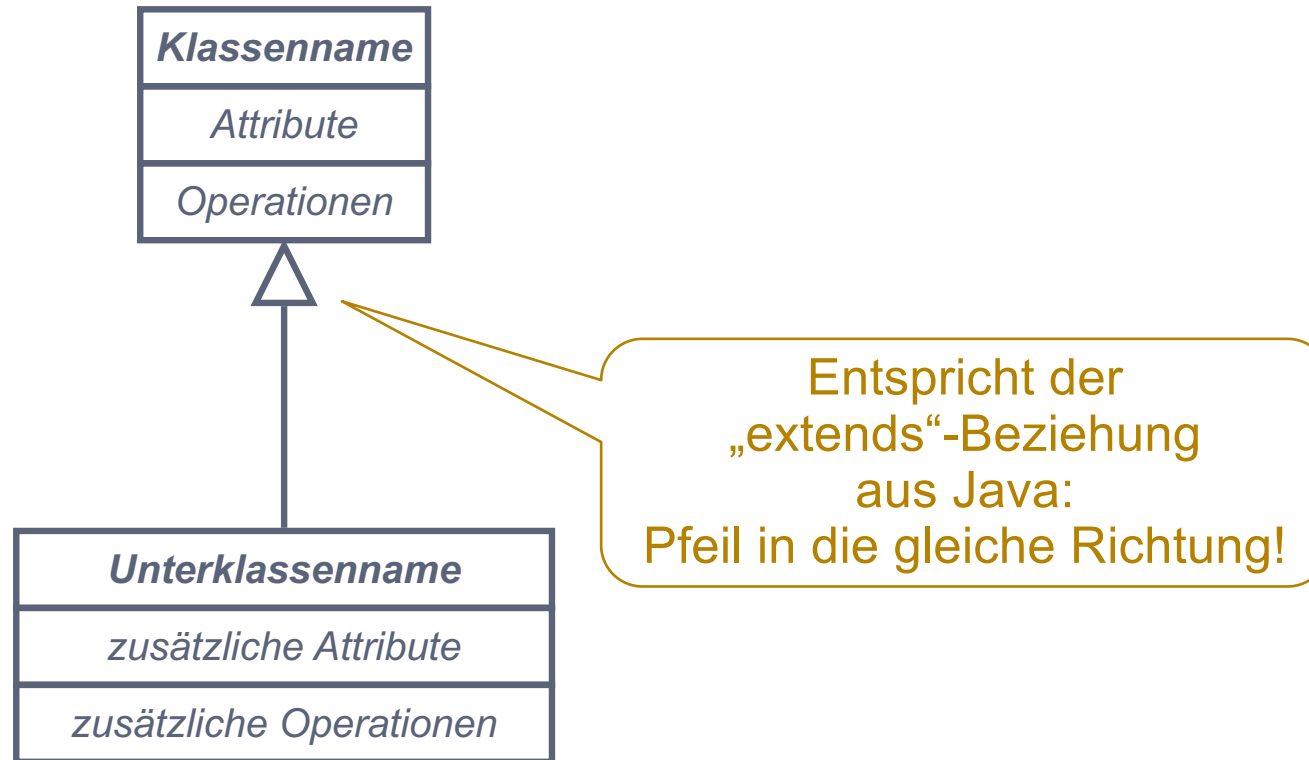 Klassenname
Attribute
Operationen
Entspricht der
„extends“-Beziehung
aus Java:
Pfeil in die gleiche Richtung!
Unterklassenname
zusätzliche Attribute
zusätzliche Operationen